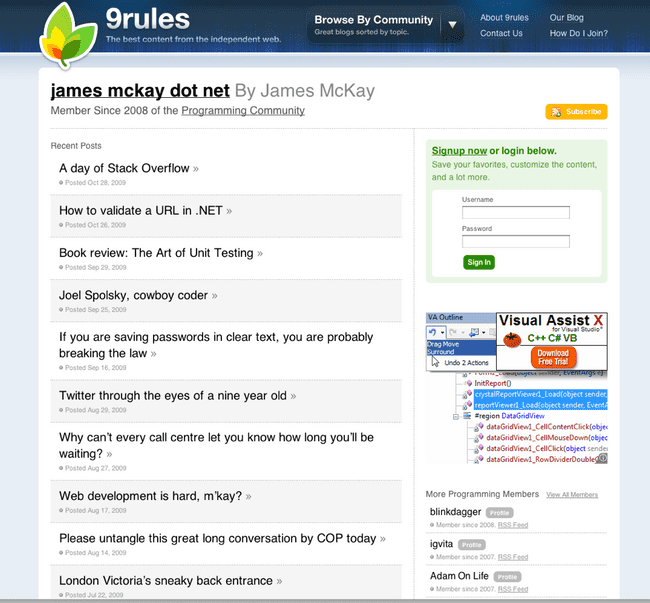 9rules
The best content from the independent web.
Browse By Community
Great blogs sorted by topic.
About 9rules
Our Blog
Contact Us
How Do I Join?
james mckay dot net By James McKay
Member Since 2008 of the Programming Community
Subscribe
Recent Posts
A day of Stack Overflow »
Posted Oct 28, 2009
How to validate a URL in .NET »
Posted Oct 26, 2009
Book review: The Art of Unit Testing »
Posted Sep 29, 2009
Joel Spolsky, cowboy coder »
Posted Sep 25, 2009
If you are saving passwords in clear text, you are probably
breaking the law »
Posted Sep 16, 2009
Twitter through the eyes of a nine year old »
Posted Aug 28, 2009
Why can't every call centre let you know how long you'll be
waiting? »
Posted Aug 27, 2009
Web development is hard, m'kay? »
Posted Aug 17, 2009
Please untangle this great long conversation by COP today »
Posted Aug 14, 2009
London Victoria's sneaky back entrance »
Posted Jul 22, 2009
Signup now or login below.
Save your favorites, customize the content,
and a lot more.
Username
Password
Sign In
VA Outline
Drag Move
Surround
Undo 2 Actions
Visual Assist X
for Visual Studio
C++ C# VB
Download
Free Trial
InitReport()
crystalReportViewer1_Load(object sender,
reportViewer1_Load(object sender, EventArg
#region DataGridView
dataGridView1_CellContentClick(objec
dataGridView1_CellMouseDown(objec
dataGridView1_CellClick(object sender
dataGridView1_RowDividerDouble
More Programming Members
View All Members
blinkdagger Profile
Member since 2008. RSS Feed
igvita Profile
Member since 2007. RSS Feed
Adam On Life Profile
Member since 2007. RSS Feed